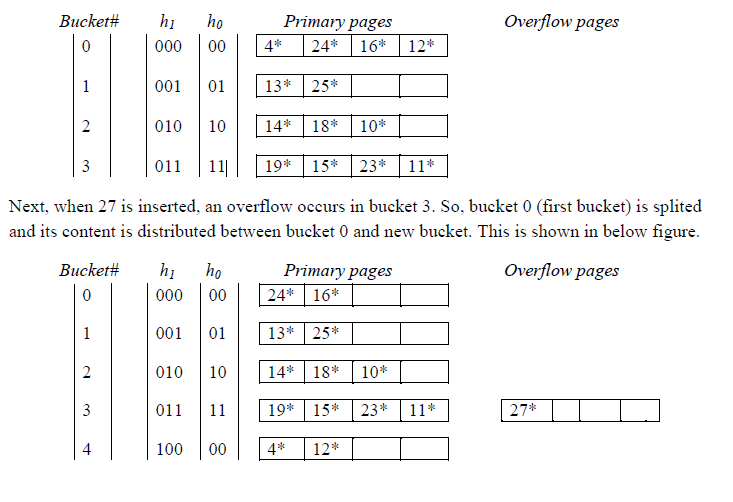 Bucket# h1 h0 Primary pages Overflow pages
0 000 00 4* 24* 16* 12*
1 001 01 13* 25*
2 010 10 14* 18* 10*
3 011 11 19* 15* 23* 11*
Next, when 27 is inserted, an overflow occurs in bucket 3. So, bucket 0 (first bucket) is splited
and its content is distributed between bucket 0 and new bucket. This is shown in below figure.
Bucket# h1 h0 Primary pages Overflow pages
0 000 00 24* 16*
1 001 01 13* 25*
2 010 10 14* 18* 10*
3 011 11 19* 15* 23* 11* 27*
4 100 00 4* 12*